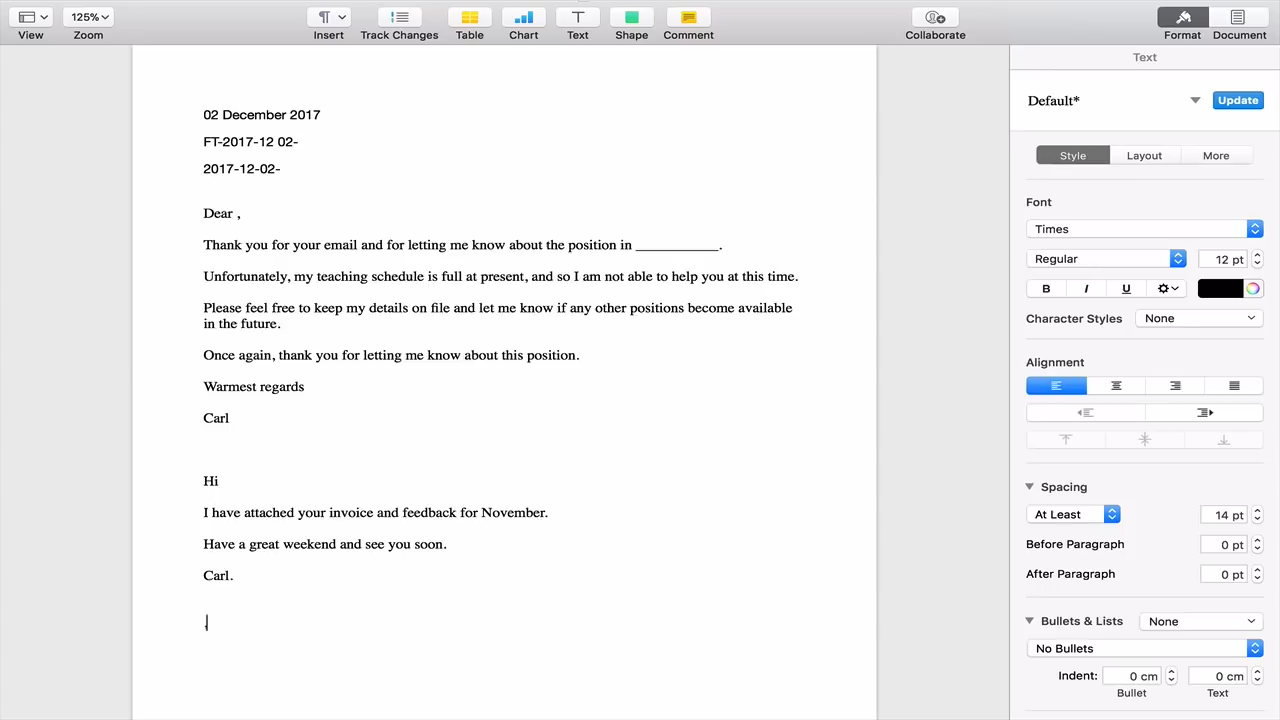 125%
View
Zoom
Insert
Track Changes
Table
Chart
Text
Shape
Comment
Collaborate
Format
Document
02 December 2017
FT-2017-12 02-
2017-12-02-
Dear ,
Thank you for your email and for letting me know about the position in ____________.
Unfortunately, my teaching schedule is full at present, and so I am not able to help you at this time.
Please feel free to keep my details on file and let me know if any other positions become available
in the future.
Once again, thank you for letting me know about this position.
Warmest regards
Carl
Hi
I have attached your invoice and feedback for November.
Have a great weekend and see you soon.
Carl.
Text
Default*
Update
Style
Layout
More
Font
Times
Regular
12 pt
B
I
U
Character Styles
None
Alignment
Spacing
At Least
14 pt
Before Paragraph
0 pt
After Paragraph
0 pt
Bullets & Lists
None
No Bullets
Indent:
0 cm
0 cm
Bullet
Text